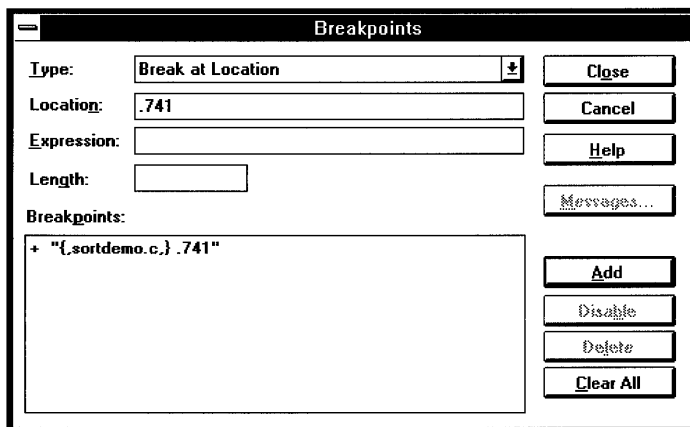 Breakpoints
Type: Break at Location
Close
Location: .741
Cancel
Expression:
Help
Length:
Messages...
Breakpoints:
+ "{,sortdemo.c,} .741"
Add
Disable
Delete
Clear All